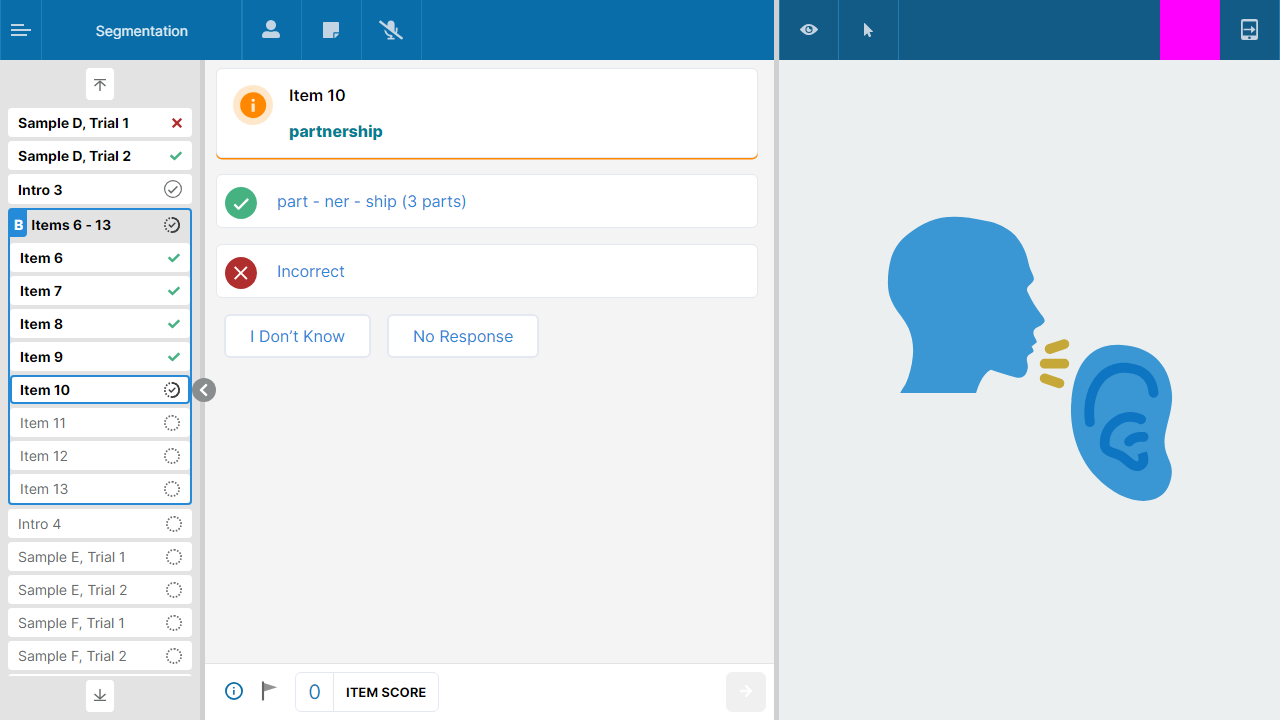 Segmentation
Sample D, Trial 1
Sample D, Trial 2
Intro 3
B Items 6 - 13
Item 6
Item 7
Item 8
Item 9
Item 10
Item 11
Item 12
Item 13
Intro 4
Sample E, Trial 1
Sample E, Trial 2
Sample F, Trial 1
Sample F, Trial 2
Item 10
partnership
part - ner - ship (3 parts)
Incorrect
I Don’t Know
No Response
0 ITEM SCORE